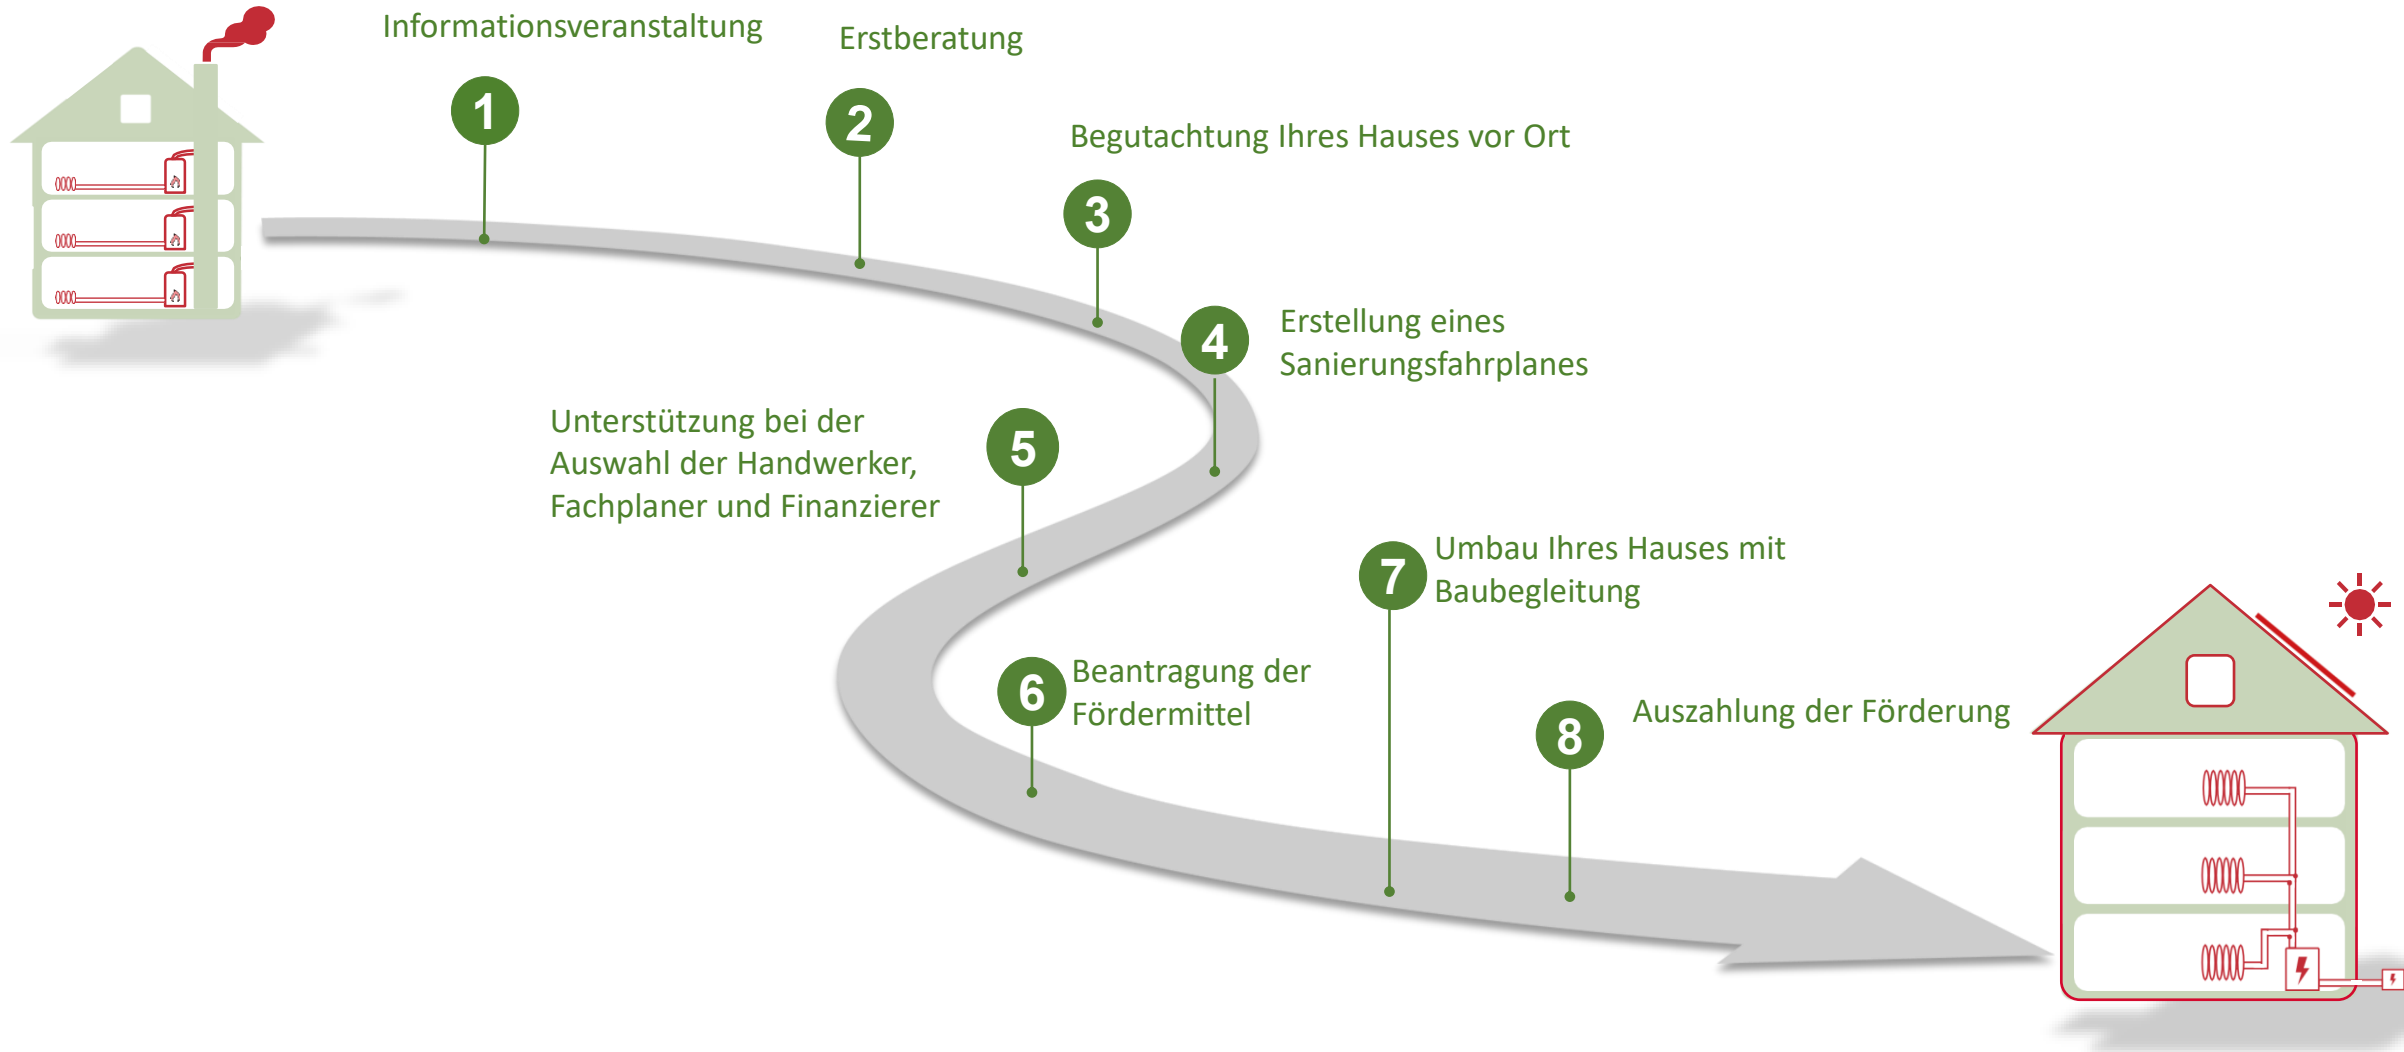 Informationsveranstaltung
1
Erstberatung
2
Begutachtung Ihres Hauses vor Ort
3
4
Erstellung eines
Sanierungsfahrplanes
Unterstützung bei der
Auswahl der Handwerker,
Fachplaner und Finanzierer
5
6
Beantragung der
Fördermittel
7
Umbau Ihres Hauses mit
Baubegleitung
8
Auszahlung der Förderung